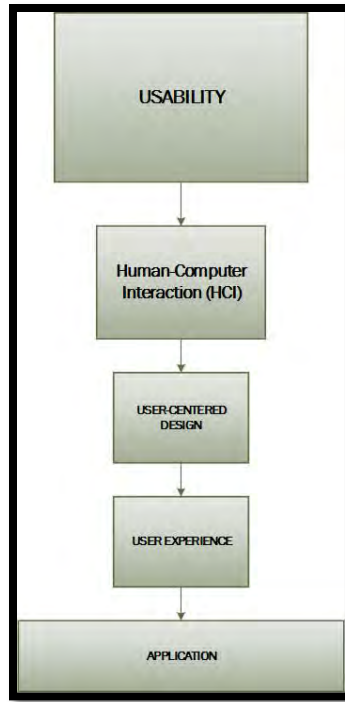 USABILITY
Human-Computer
Interaction (HCI)
USER-CENTERED
DESIGN
USER EXPERIENCE
APPLICATION